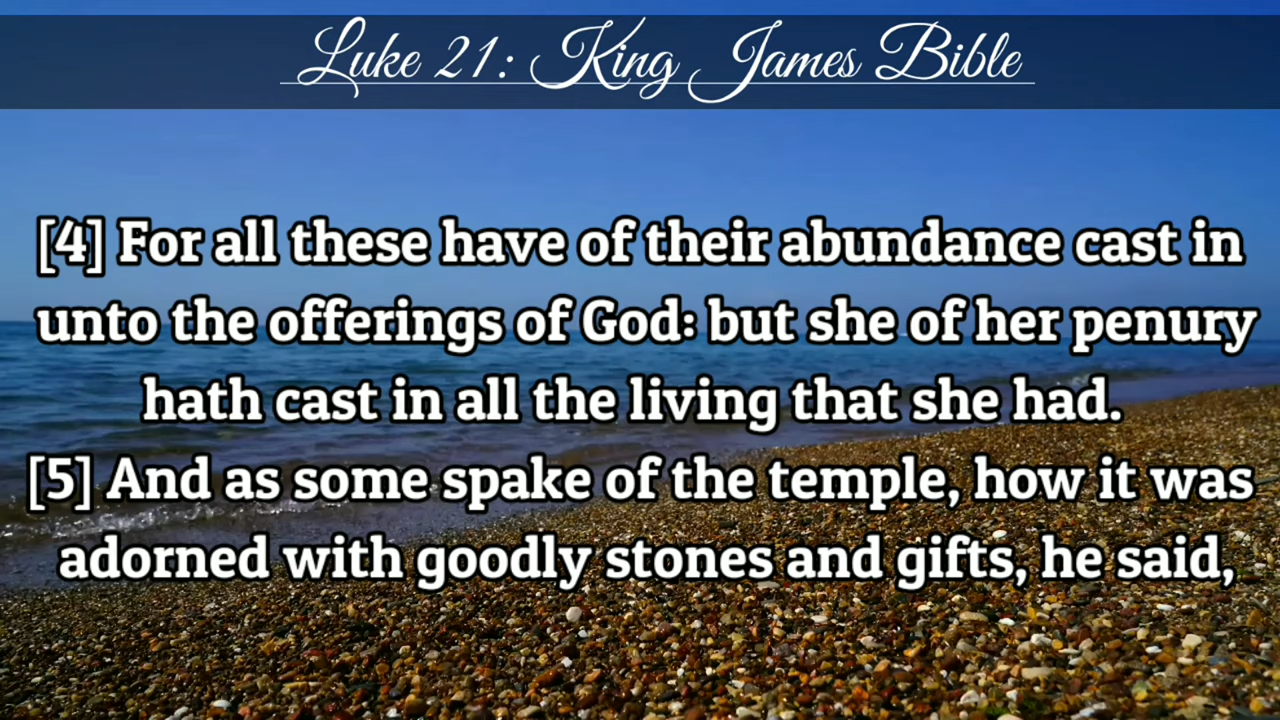 Luke 21: King James Bible
[4] For all these have of their abundance cast in
unto the offerings of God: but she of her penury
hath cast in all the living that she had.
[5] And as some spake of the temple, how it was
adorned with goodly stones and gifts, he said,